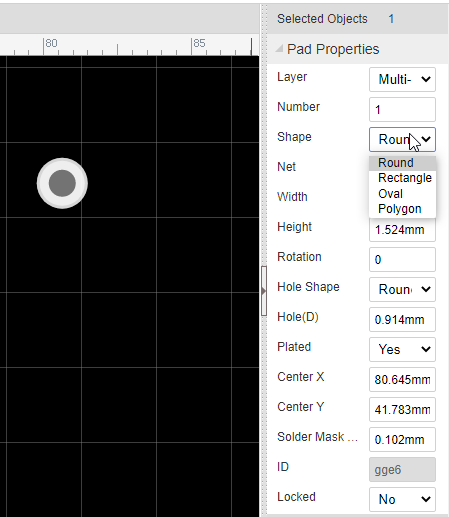 Selected Objects 1
80 85
Pad Properties
Layer Multi-
Number 1
Shape Roun
Round
Net
Rectangle
Width
Oval
Polygon
Height 1.524mm
Rotation 0
Hole Shape Roun
Hole(D) 0.914mm
Plated Yes
Center X 80.645mm
Center Y 41.783mm
Solder Mask ... 0.102mm
ID gge6
Locked No